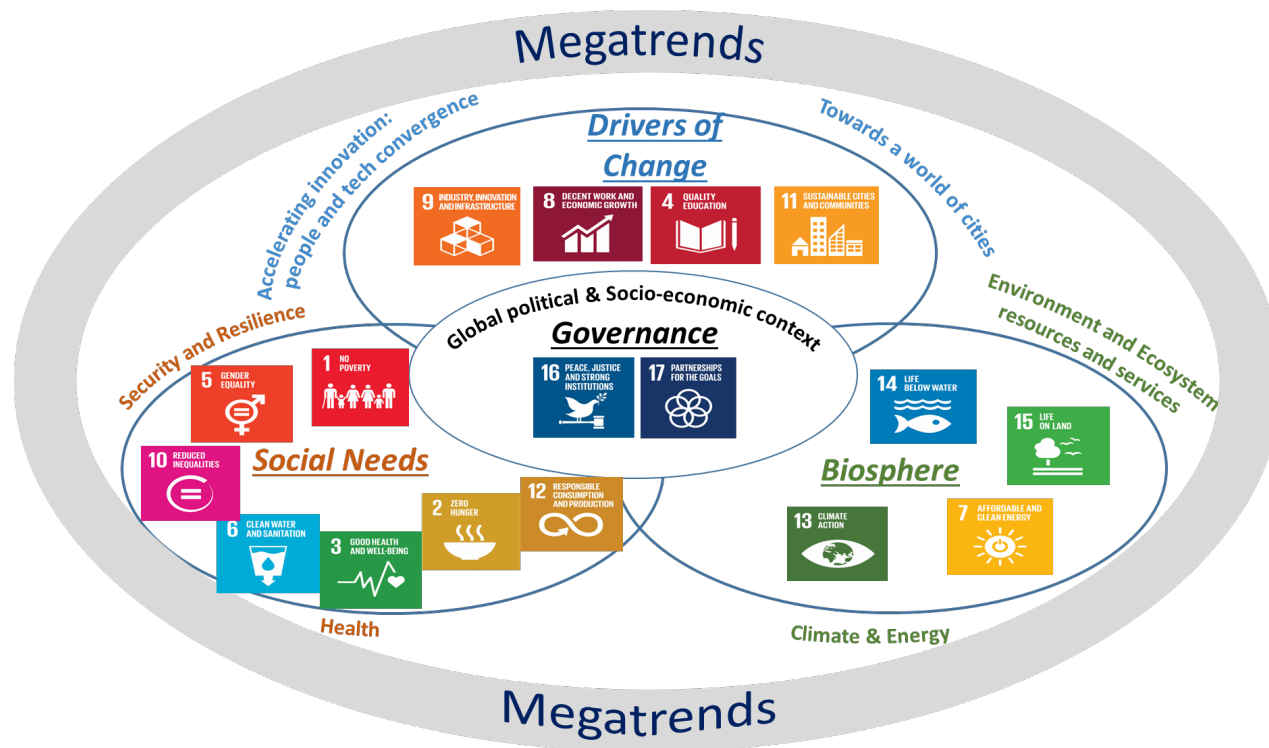 Megatrends
Accelerating innovation:
people and tech convergence
Towards a world of cities
Drivers of
Change
9 INDUSTRY, INNOVATION
AND INFRASTRUCTURE
8 DECENT WORK AND
ECONOMIC GROWTH
4 QUALITY
EDUCATION
11 SUSTAINABLE CITIES
AND COMMUNITIES
Global political & Socio-economic context
Governance
16 PEACE, JUSTICE
AND STRONG
INSTITUTIONS
17 PARTNERSHIPS
FOR THE GOALS
Security and Resilience
5 GENDER
EQUALITY
1 NO
POVERTY
10 REDUCED
INEQUALITIES
Social Needs
6 CLEAN WATER
AND SANITATION
3 GOOD HEALTH
AND WELL-BEING
2 ZERO
HUNGER
12 RESPONSIBLE
CONSUMPTION
AND PRODUCTION
Health
Environment and Ecosystem
resources and services
14 LIFE
BELOW WATER
15 LIFE
ON LAND
Biosphere
13 CLIMATE
ACTION
7 AFFORDABLE AND
CLEAN ENERGY
Climate & Energy
Megatrends